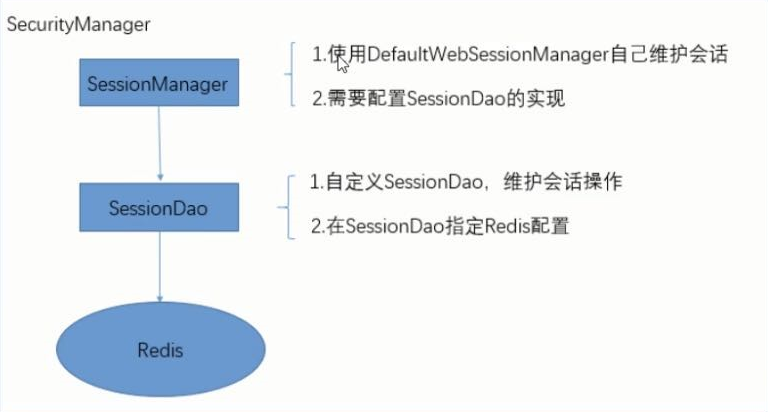 SecurityManager
SessionManager
1.使用DefaultWebSessionManager自己维护会话
2.需要配置SessionDao的实现
SessionDao
1.自定义SessionDao，维护会话操作
2.在SessionDao指定Redis配置
Redis